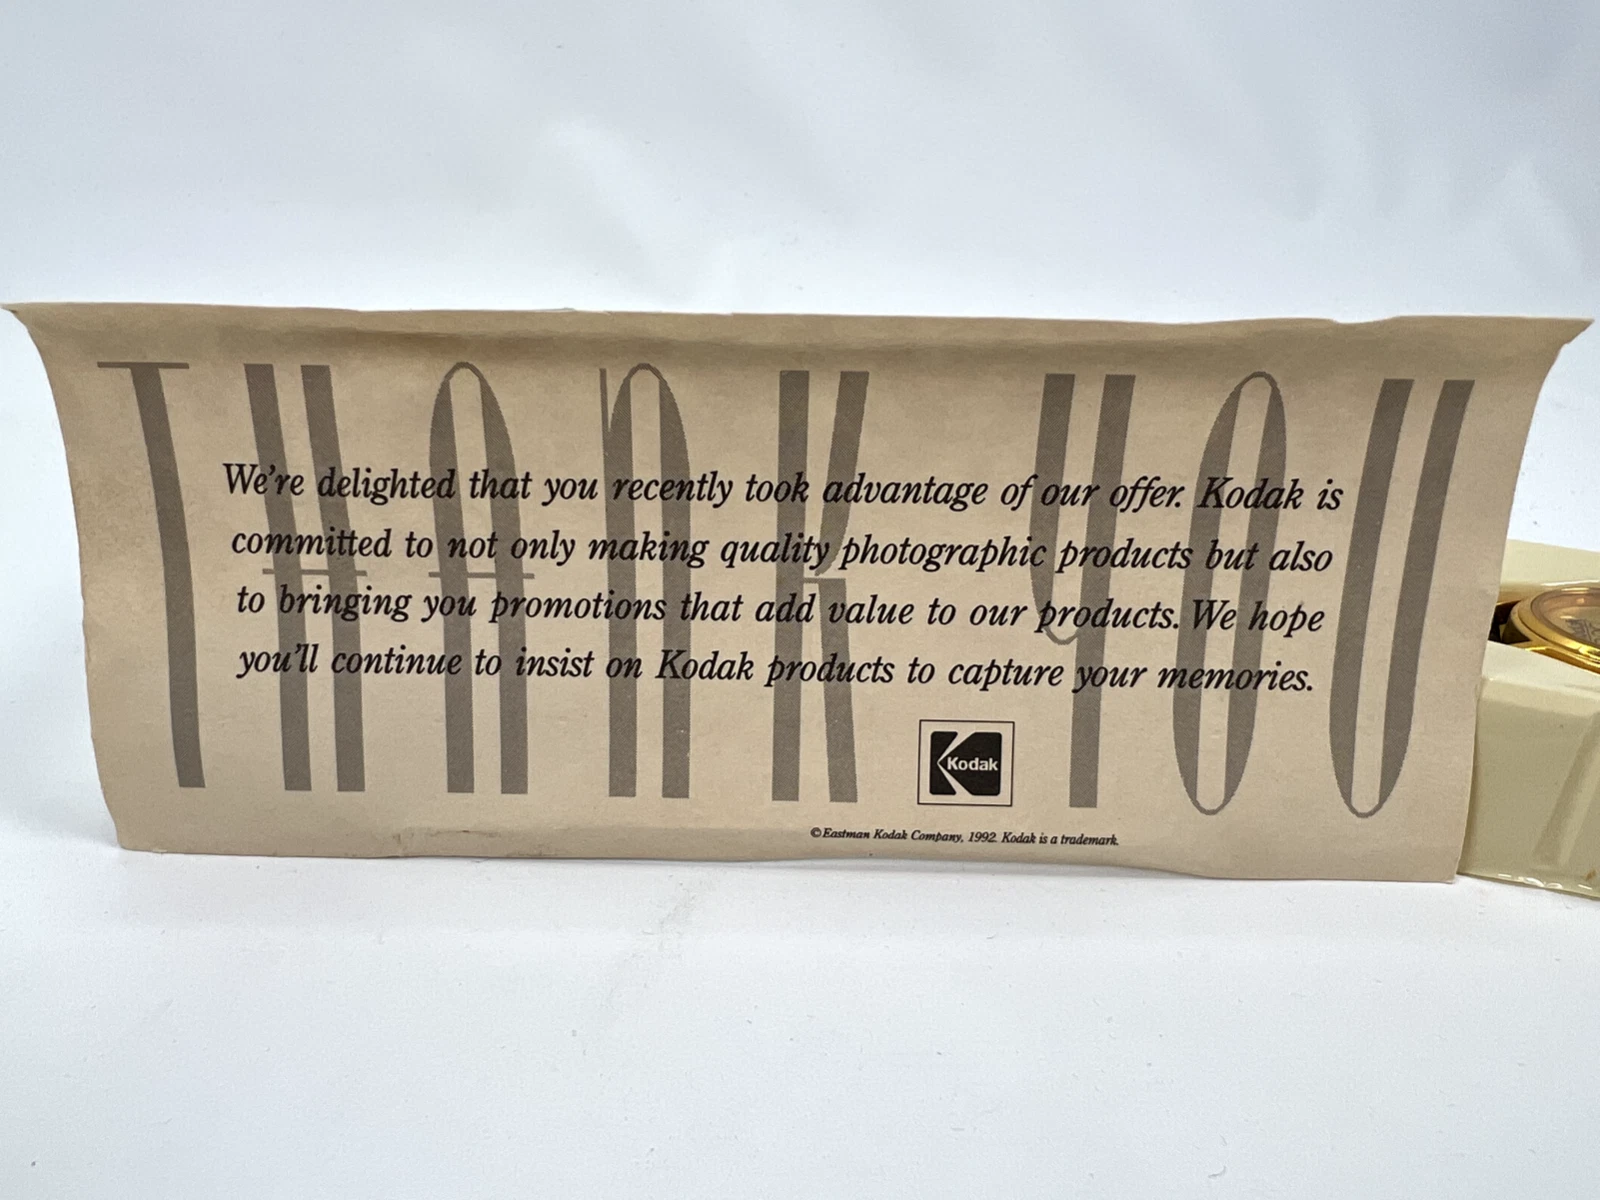 THANK YOU
We're delighted that you recently took advantage of our offer. Kodak is
committed to not only making quality photographic products but also
to bringing you promotions that add value to our products. We hope
you'll continue to insist on Kodak products to capture your memories.
Kodak
©Eastman Kodak Company, 1992. Kodak is a trademark.